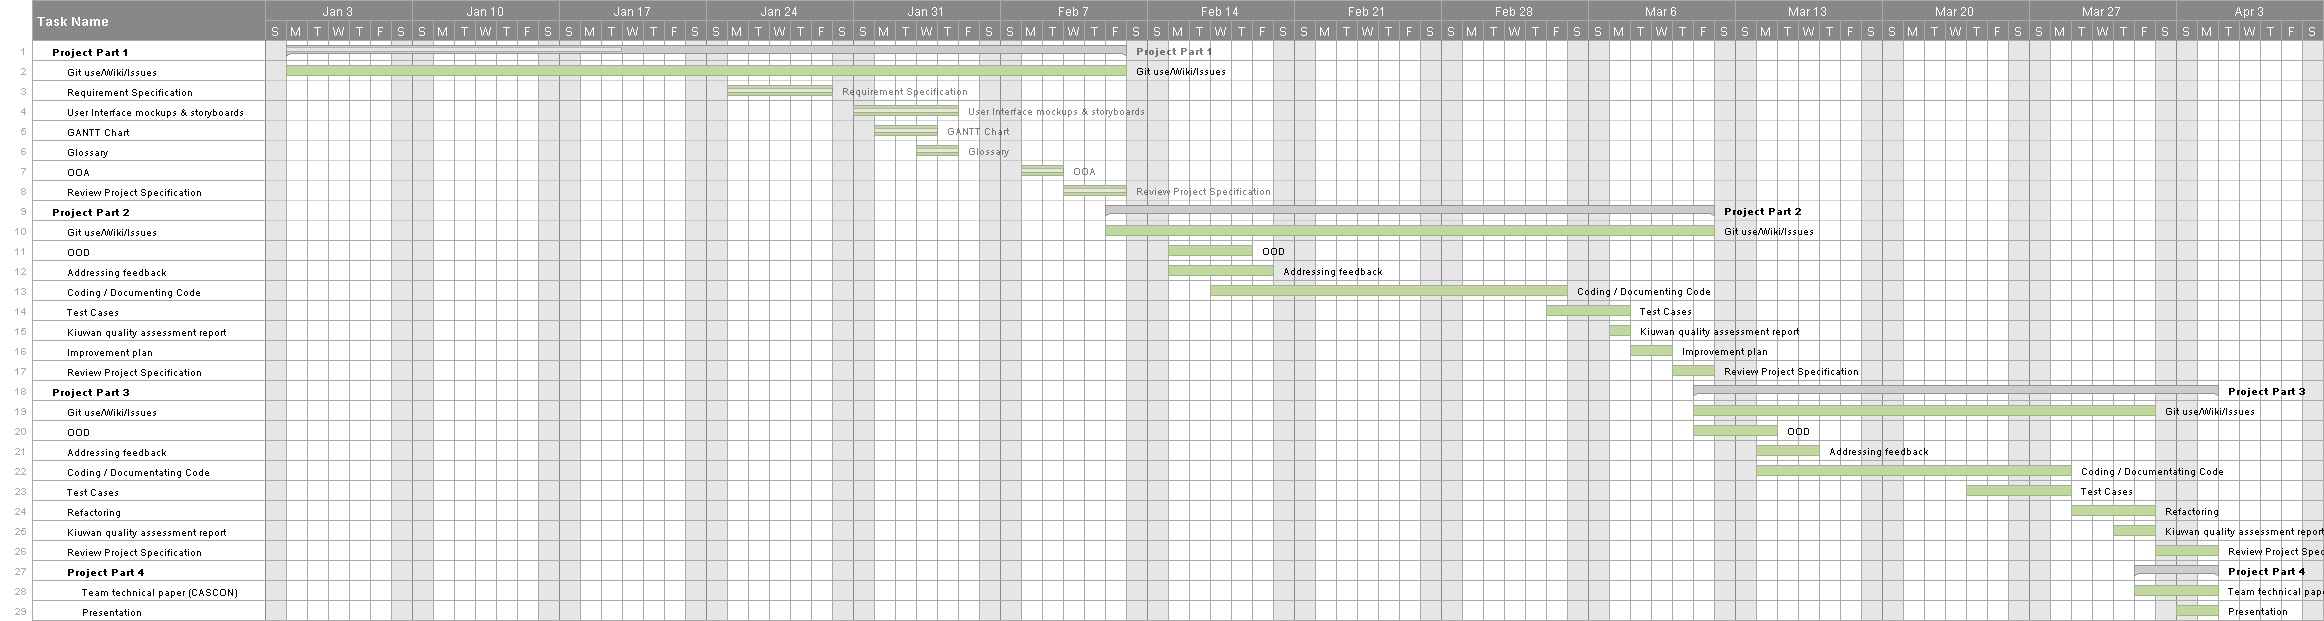 Task Name Jan 3 Jan 10 Jan 17 Jan 24 Jan 31 Feb 7 Feb 14 Feb 21 Feb 28 Mar 6 Mar 13 Mar 20 Mar 27 Apr 3
S M T W T F S S M T W T F S S M T W T F S S M T W T F S S M T W T F S S M T W T F S S M T W T F S S M T W T F S S M T W T F S S M T W T F S S M T W T F S S M T W T F S S M T W T F S S M T W T F S
1 Project Part 1 Project Part 1
2 Git use/Wiki/Issues Git use/Wiki/Issues
3 Requirement Specification Requirement Specification
4 User Interface mockups & storyboards User Interface mockups & storyboards
5 GANTT Chart GANTT Chart
6 Glossary Glossary
7 OOA OOA
8 Review Project Specification Review Project Specification
9 Project Part 2 Project Part 2
10 Git use/Wiki/Issues Git use/Wiki/Issues
11 OOD OOD
12 Addressing feedback Addressing feedback
13 Coding / Documenting Code Coding / Documenting Code
14 Test Cases Test Cases
15 Kiuwan quality assessment report Kiuwan quality assessment report
16 Improvement plan Improvement plan
17 Review Project Specification Review Project Specification
18 Project Part 3 Project Part 3
19 Git use/Wiki/Issues Git use/Wiki/Issues
20 OOD OOD
21 Addressing feedback Addressing feedback
22 Coding / Documentating Code Coding / Documentating Code
23 Test Cases Test Cases
24 Refactoring Refactoring
25 Kiuwan quality assessment report Kiuwan quality assessment report
26 Review Project Specification Review Project Spec
27 Project Part 4 Project Part 4
28 Team technical paper (CASCON) Team technical pape
29 Presentation Presentation